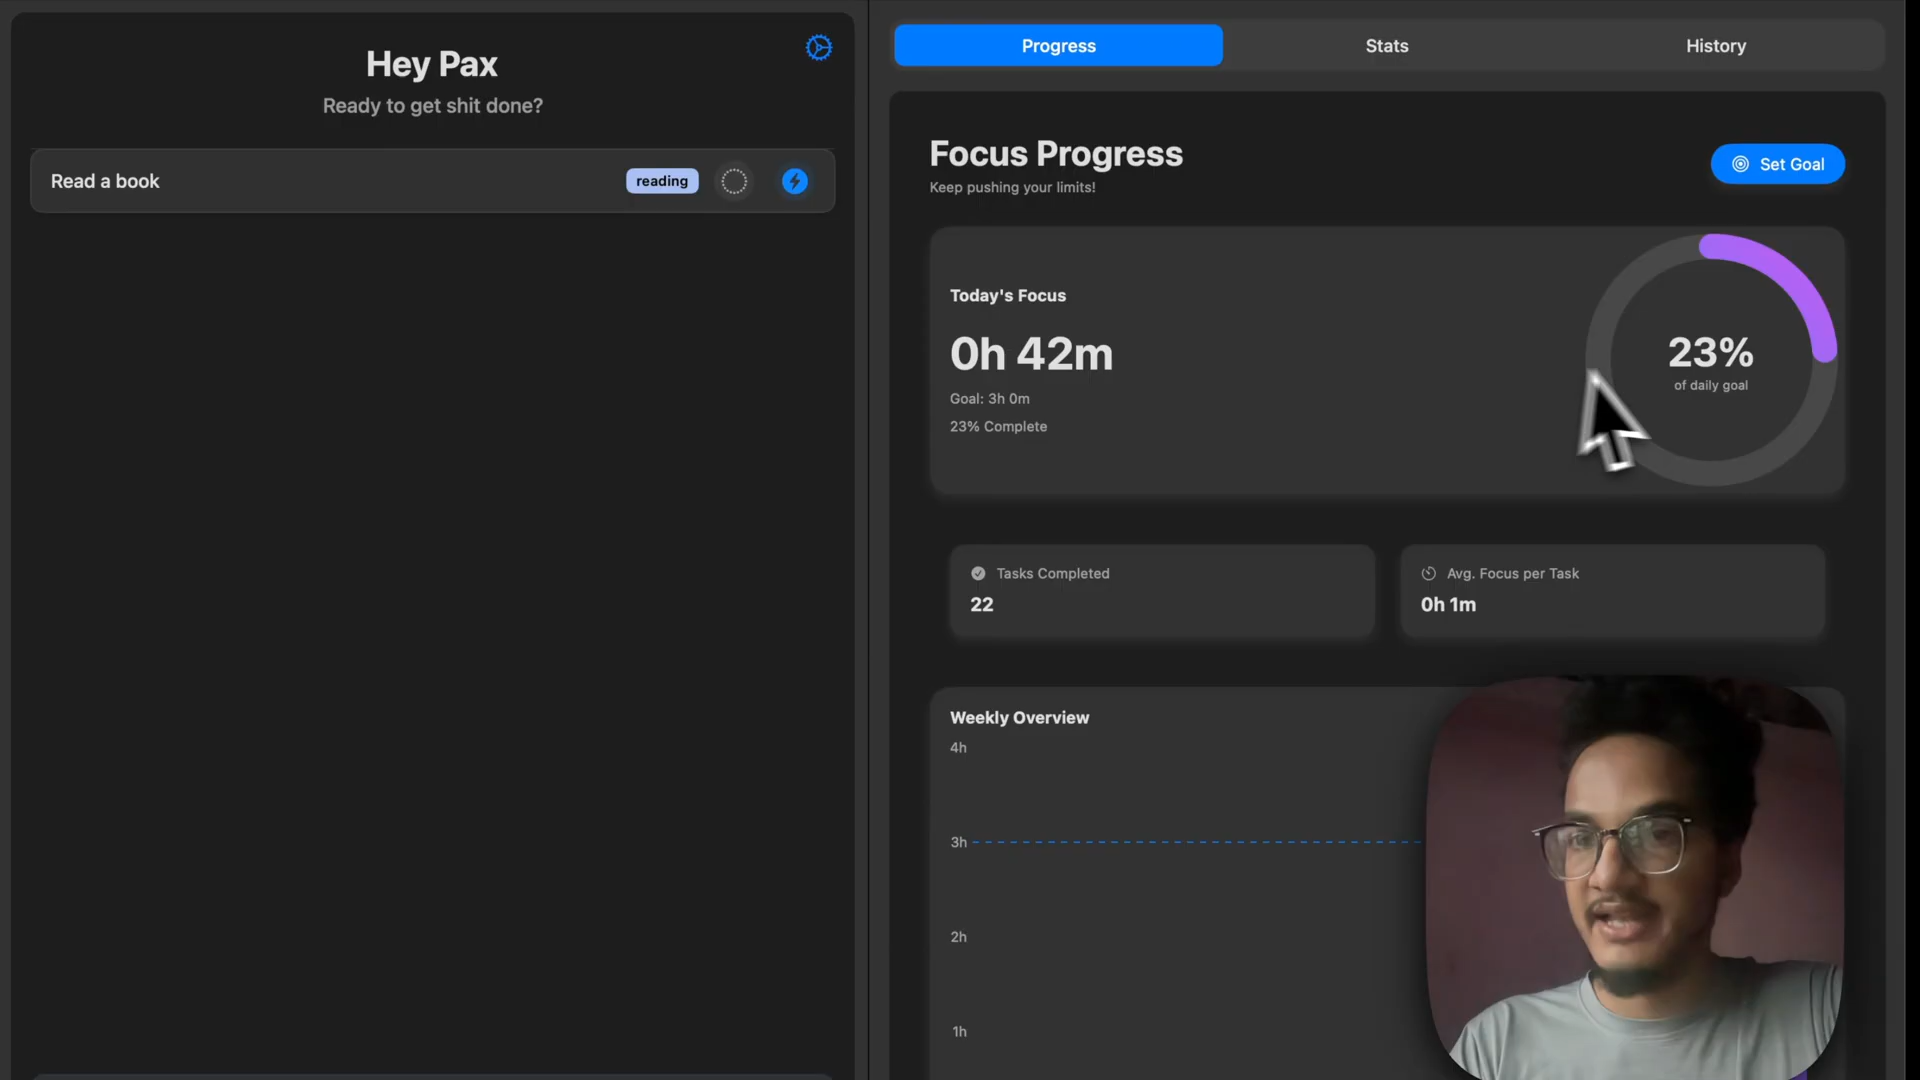 Hey Pax
Ready to get shit done?
Read a book
reading
Progress
Stats
History
Focus Progress
Keep pushing your limits!
Set Goal
Today's Focus
0h 42m
Goal: 3h 0m
23% Complete
23%
of daily goal
Tasks Completed
22
Avg. Focus per Task
0h 1m
Weekly Overview
4h
3h
2h
1h